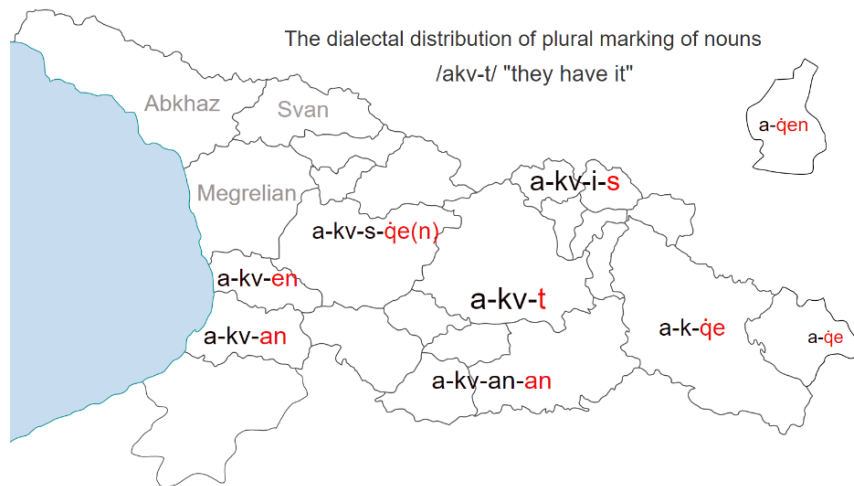 The dialectal distribution of plural marking of nouns
/akv-t/ "they have it"
Abkhaz
Svan
a-q̇en
Megrelian
a-kv-i-s
a-kv-s-q̇e(n)
a-kv-en
a-kv-t
a-kv-an
a-k-q̇e
a-q̇e
a-kv-an-an